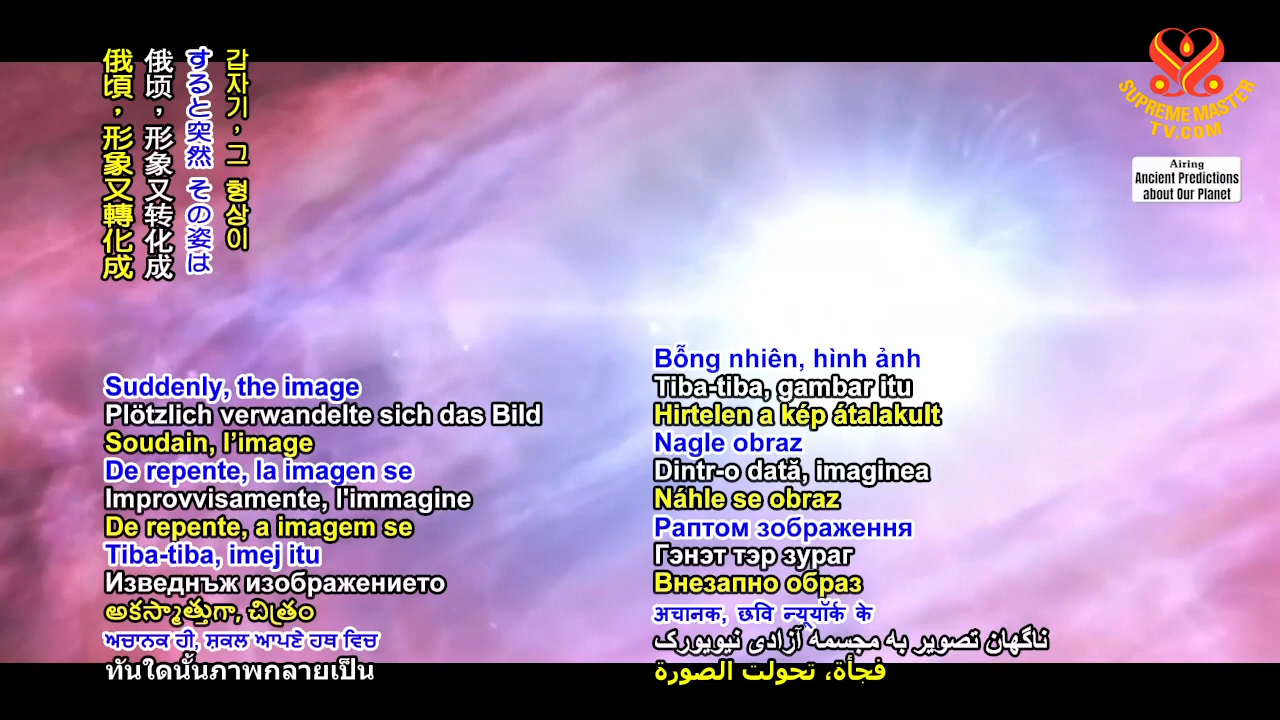 갑자기, 그 형상이
すると突然 その姿は
俄顷，形象又转化成
俄頃，形象又轉化成
SUPREME MASTER
TV.COM
Airing
Ancient Predictions
about Our Planet
Suddenly, the image
Plötzlich verwandelte sich das Bild
Soudain, l’image
De repente, la imagen se
Improvvisamente, l'immagine
De repente, a imagem se
Tiba-tiba, imej itu
Изведнъж изображението
అకస్మాత్తుగా, చిత్రం
ਅਚਾਨਕ ਹੀ, ਸ਼ਕਲ ਆਪਣੇ ਹਥ ਵਿਚ
ทันใดนั้นภาพกลายเป็น
Bỗng nhiên, hình ảnh
Tiba-tiba, gambar itu
Hirtelen a kép átalakult
Nagle obraz
Dintr-o dată, imaginea
Náhle se obraz
Раптом зображення
Гэнэт тэр зураг
Внезапно образ
अचानक, छवि न्यूयॉर्क के
ناگهان تصویر به مجسمه آزادی نیویورک
فجأة، تحولت الصورة